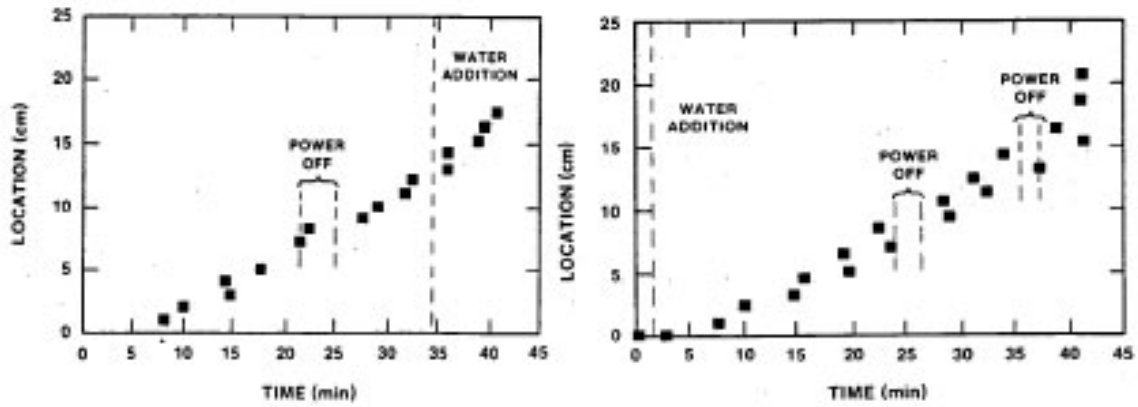 25
20
15
10
5
0
LOCATION (cm)
WATER
ADDITION
POWER
OFF
0 5 10 15 20 25 30 35 40 45
TIME (min)
25
20
15
10
5
0
LOCATION (cm)
WATER
ADDITION
POWER
OFF
POWER
OFF
0 5 10 15 20 25 30 35 40 45
TIME (min)